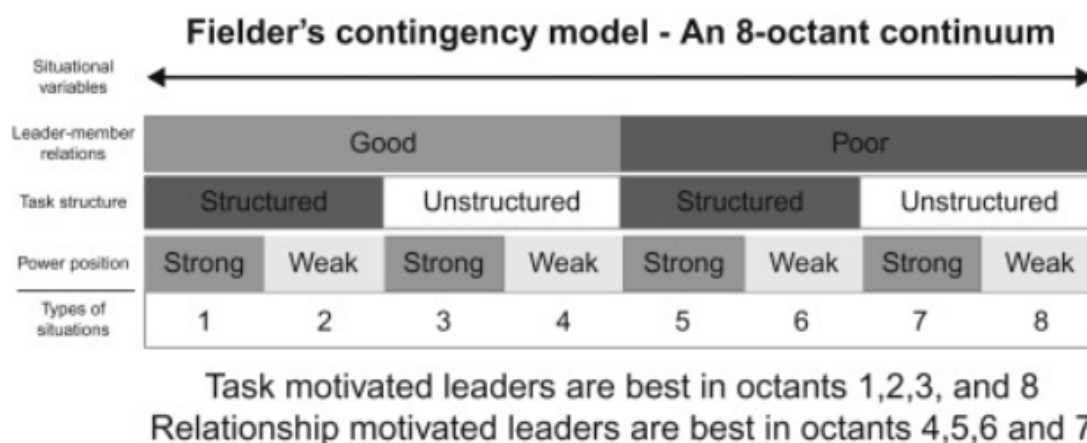 Fielder's contingency model - An 8-octant continuum
Situational
variables
Leader-member
relations
Good
Poor
Task structure
Structured
Unstructured
Structured
Unstructured
Power position
Strong
Weak
Strong
Weak
Strong
Weak
Strong
Weak
Types of
situations
1
2
3
4
5
6
7
8
Task motivated leaders are best in octants 1,2,3, and 8
Relationship motivated leaders are best in octants 4,5,6 and 7